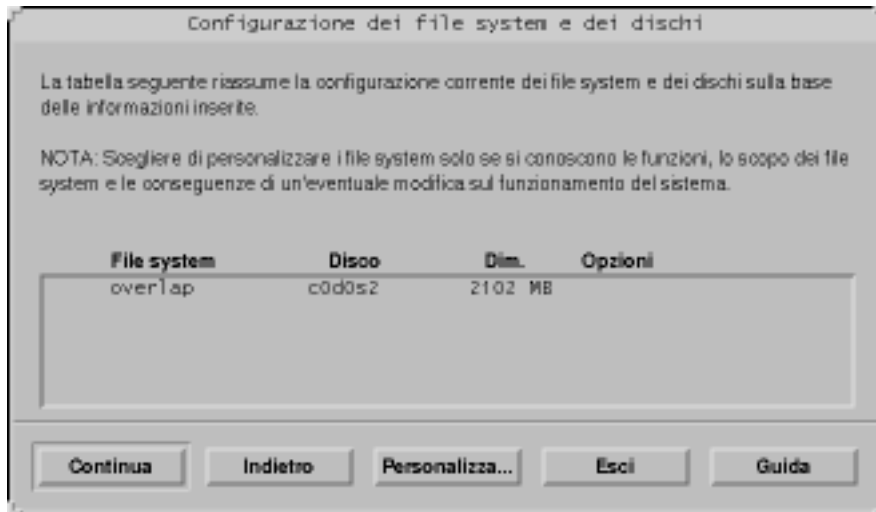 Configurazione dei file system e dei dischi
La tabella seguente riassume la configurazione corrente dei file system e dei dischi sulla base
delle informazioni inserite.
NOTA: Scegliere di personalizzare i file system solo se si conoscono le funzioni, lo scopo dei file
system e le conseguenze di un'eventuale modifica sul funzionamento del sistema.
File system Disco Dim. Opzioni
overlap c0d0s2 2102 MB
Continua Indietro Personalizza... Esci Guida